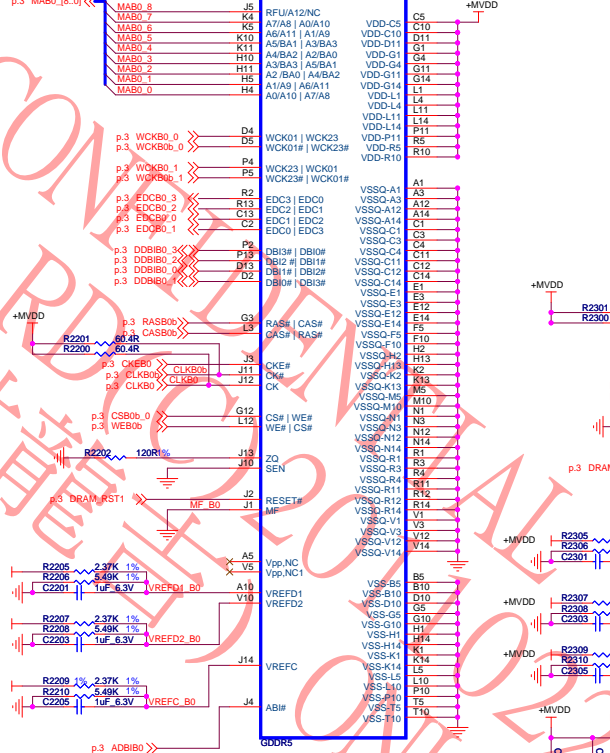 p.3 MAB0_[8..0]
MAB0_8 J5 RFU/A12/NC
MAB0_7 K4 A7/A8 | A0/A10
MAB0_6 K5 A6/A11 | A1/A9
MAB0_5 K10 A5/BA1 | A3/BA3
MAB0_4 K11 A4/BA2 | A2/BA0
MAB0_3 H10 A3/BA3 | A5/BA1
MAB0_2 H11 A2 /BA0 | A4/BA2
MAB0_1 H5 A1/A9 | A6/A11
MAB0_0 H4 A0/A10 | A7/A8
p.3 WCKB0_0 D4 WCK01 | WCK23
p.3 WCKB0b_0 D5 WCK01# | WCK23#
p.3 WCKB0_1 P4 WCK23 | WCK01
p.3 WCKB0b_1 P5 WCK23# | WCK01#
p.3 EDCB0_3 R2 EDC3 | EDC0
p.3 EDCB0_2 R13 EDC2 | EDC1
p.3 EDCB0_0 C13 EDC1 | EDC2
p.3 EDCB0_1 C2 EDC0 | EDC3
p.3 DDBIB0_3 P2 DBI3# | DBI0#
p.3 DDBIB0_2 P13 DBI2 # | DBI1#
p.3 DDBIB0_0 D13 DBI1# | DBI2#
p.3 DDBIB0_1 D2 DBI0# | DBI3#
+MVDD
p.3 RASB0b G3 RAS# | CAS#
p.3 CASB0b L3 CAS# | RAS#
R2201 60.4R
R2200 60.4R
p.3 CKEB0 J3 CKE#
p.3 CLKB0b CLKB0b J11 CK#
p.3 CLKB0 CLKB0 J12 CK
p.3 CSB0b_0 G12 CS# | WE#
p.3 WEB0b L12 WE# | CS#
R2202 120R 1% J13 ZQ
J10 SEN
p.3 DRAM_RST1 J2 RESET#
MF_B0 J1 MF
A5 Vpp,NC
V5 Vpp,NC1
R2205 2.37K 1%
R2206 5.49K 1%
C2201 1uF_6.3V VREFD1_B0 A10 VREFD1
V10 VREFD2
R2207 2.37K 1%
R2208 5.49K 1%
C2203 1uF_6.3V VREFD2_B0
J14 VREFC
R2209 1% 2.37K
R2210 5.49K 1%
C2205 1uF_6.3V VREFC_B0
J4 ABI#
p.3 ADBIB0
GDDR5
+MVDD
VDD-C5 C5
VDD-C10 C10
VDD-D11 D11
VDD-G1 G1
VDD-G4 G4
VDD-G11 G11
VDD-G14 G14
VDD-L1 L1
VDD-L4 L4
VDD-L11 L11
VDD-L14 L14
VDD-P11 P11
VDD-R5 R5
VDD-R10 R10
VSSQ-A1 A1
VSSQ-A3 A3
VSSQ-A12 A12
VSSQ-A14 A14
VSSQ-C1 C1
VSSQ-C3 C3
VSSQ-C4 C4
VSSQ-C11 C11
VSSQ-C12 C12
VSSQ-C14 C14
VSSQ-E1 E1
VSSQ-E3 E3
VSSQ-E12 E12
VSSQ-E14 E14
VSSQ-F5 F5
VSSQ-F10 F10
VSSQ-H2 H2
VSSQ-H13 H13
VSSQ-K2 K2
VSSQ-K13 K13
VSSQ-M5 M5
VSSQ-M10 M10
VSSQ-N1 N1
VSSQ-N3 N3
VSSQ-N12 N12
VSSQ-N14 N14
VSSQ-R1 R1
VSSQ-R3 R3
VSSQ-R4 R4
VSSQ-R11 R11
VSSQ-R12 R12
VSSQ-R14 R14
VSSQ-V1 V1
VSSQ-V3 V3
VSSQ-V12 V12
VSSQ-V14 V14
VSS-B5 B5
VSS-B10 B10
VSS-D10 D10
VSS-G5 G5
VSS-G10 G10
VSS-H1 H1
VSS-H14 H14
VSS-K1 K1
VSS-K14 K14
VSS-L5 L5
VSS-L10 L10
VSS-P10 P10
VSS-T5 T5
VSS-T10 T10
+MVDD
R2301
R2300
p.3 DRAM
+MVDD
R2305
R2306
C2301
+MVDD
R2307
R2308
C2303
+MVDD
R2309
R2310
C2305
+MVDD
CONFIDENTIAL